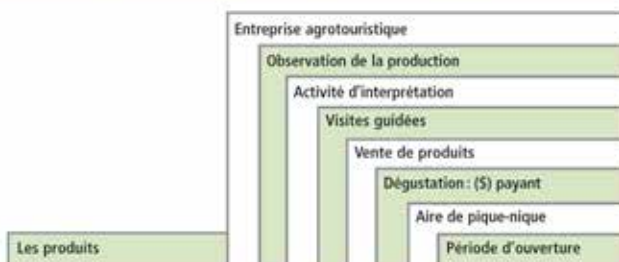 Entreprise agrotouristique
Observation de la production
Activité d'interprétation
Visites guidées
Vente de produits
Dégustation : ($) payant
Aire de pique-nique
Les produits
Période d'ouverture